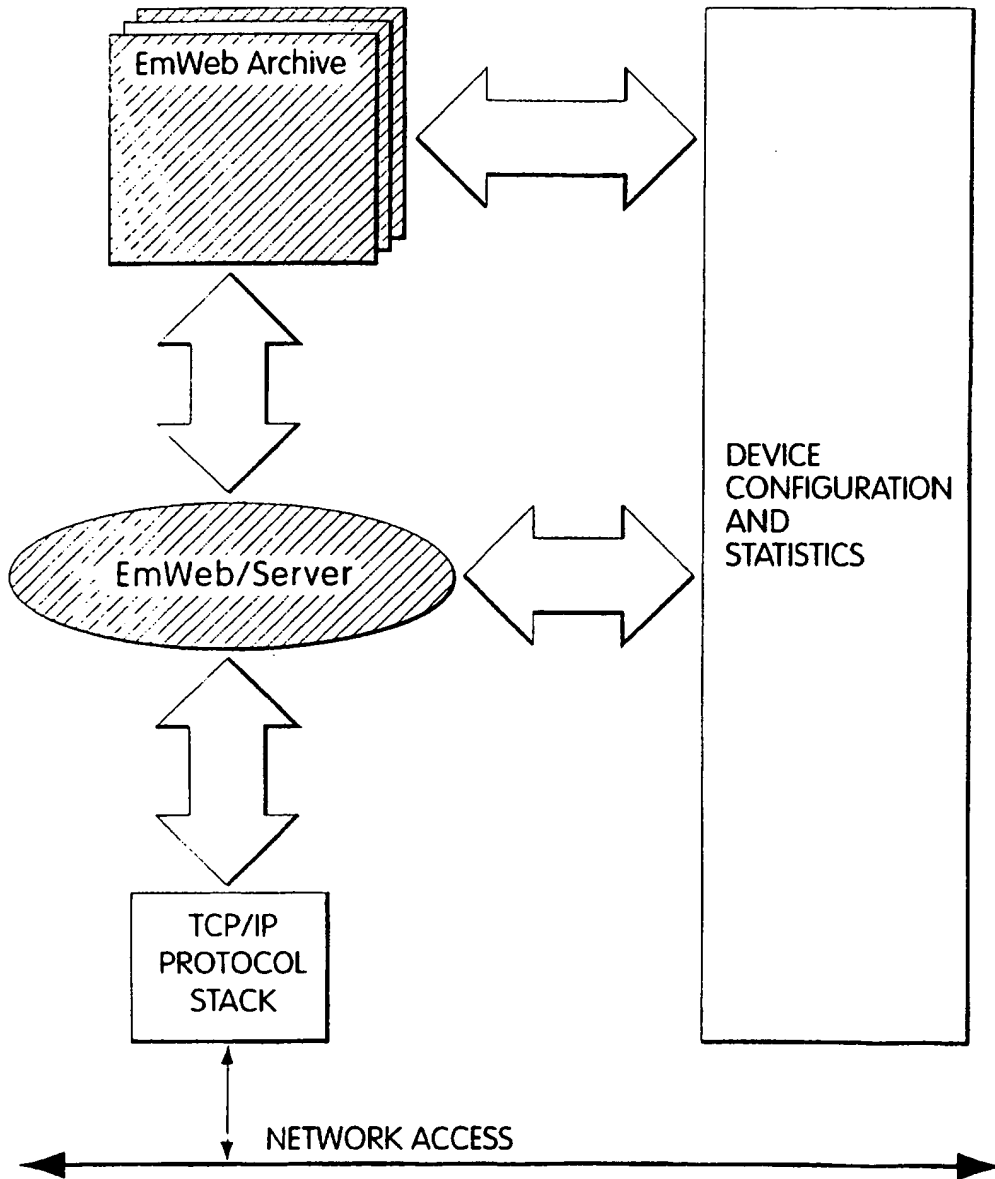 EmWeb Archive
DEVICE
CONFIGURATION
AND
STATISTICS
EmWeb/Server
TCP/IP
PROTOCOL
STACK
NETWORK ACCESS